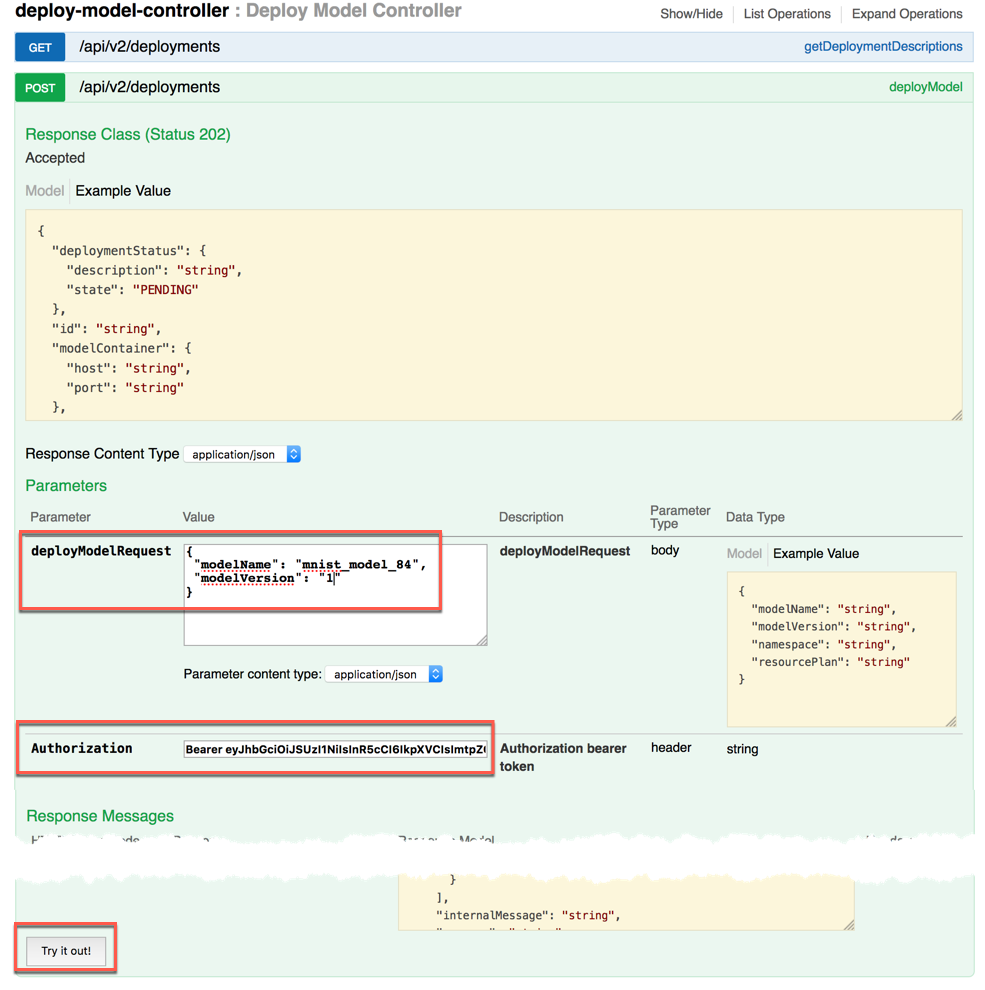 deploy-model-controller : Deploy Model Controller
Show/Hide List Operations Expand Operations
GET /api/v2/deployments getDeploymentDescriptions
POST /api/v2/deployments deployModel
Response Class (Status 202)
Accepted
Model Example Value
{
"deploymentStatus": {
"description": "string",
"state": "PENDING"
},
"id": "string",
"modelContainer": {
"host": "string",
"port": "string"
},
Response Content Type application/json
Parameters
Parameter Value Description Parameter Type Data Type
deployModelRequest
{
"modelName": "mnist_model_84",
"modelVersion": "1"
}
Parameter content type: application/json
deployModelRequest
body
Model Example Value
{
"modelName": "string",
"modelVersion": "string",
"namespace": "string",
"resourcePlan": "string"
}
Authorization
Bearer eyJhbGciOiJSUzI1NiIsInR5cCI6IkpXVCIsImtpZ
Authorization bearer
token
header
string
Response Messages
}
],
"internalMessage": "string",
Try it out!